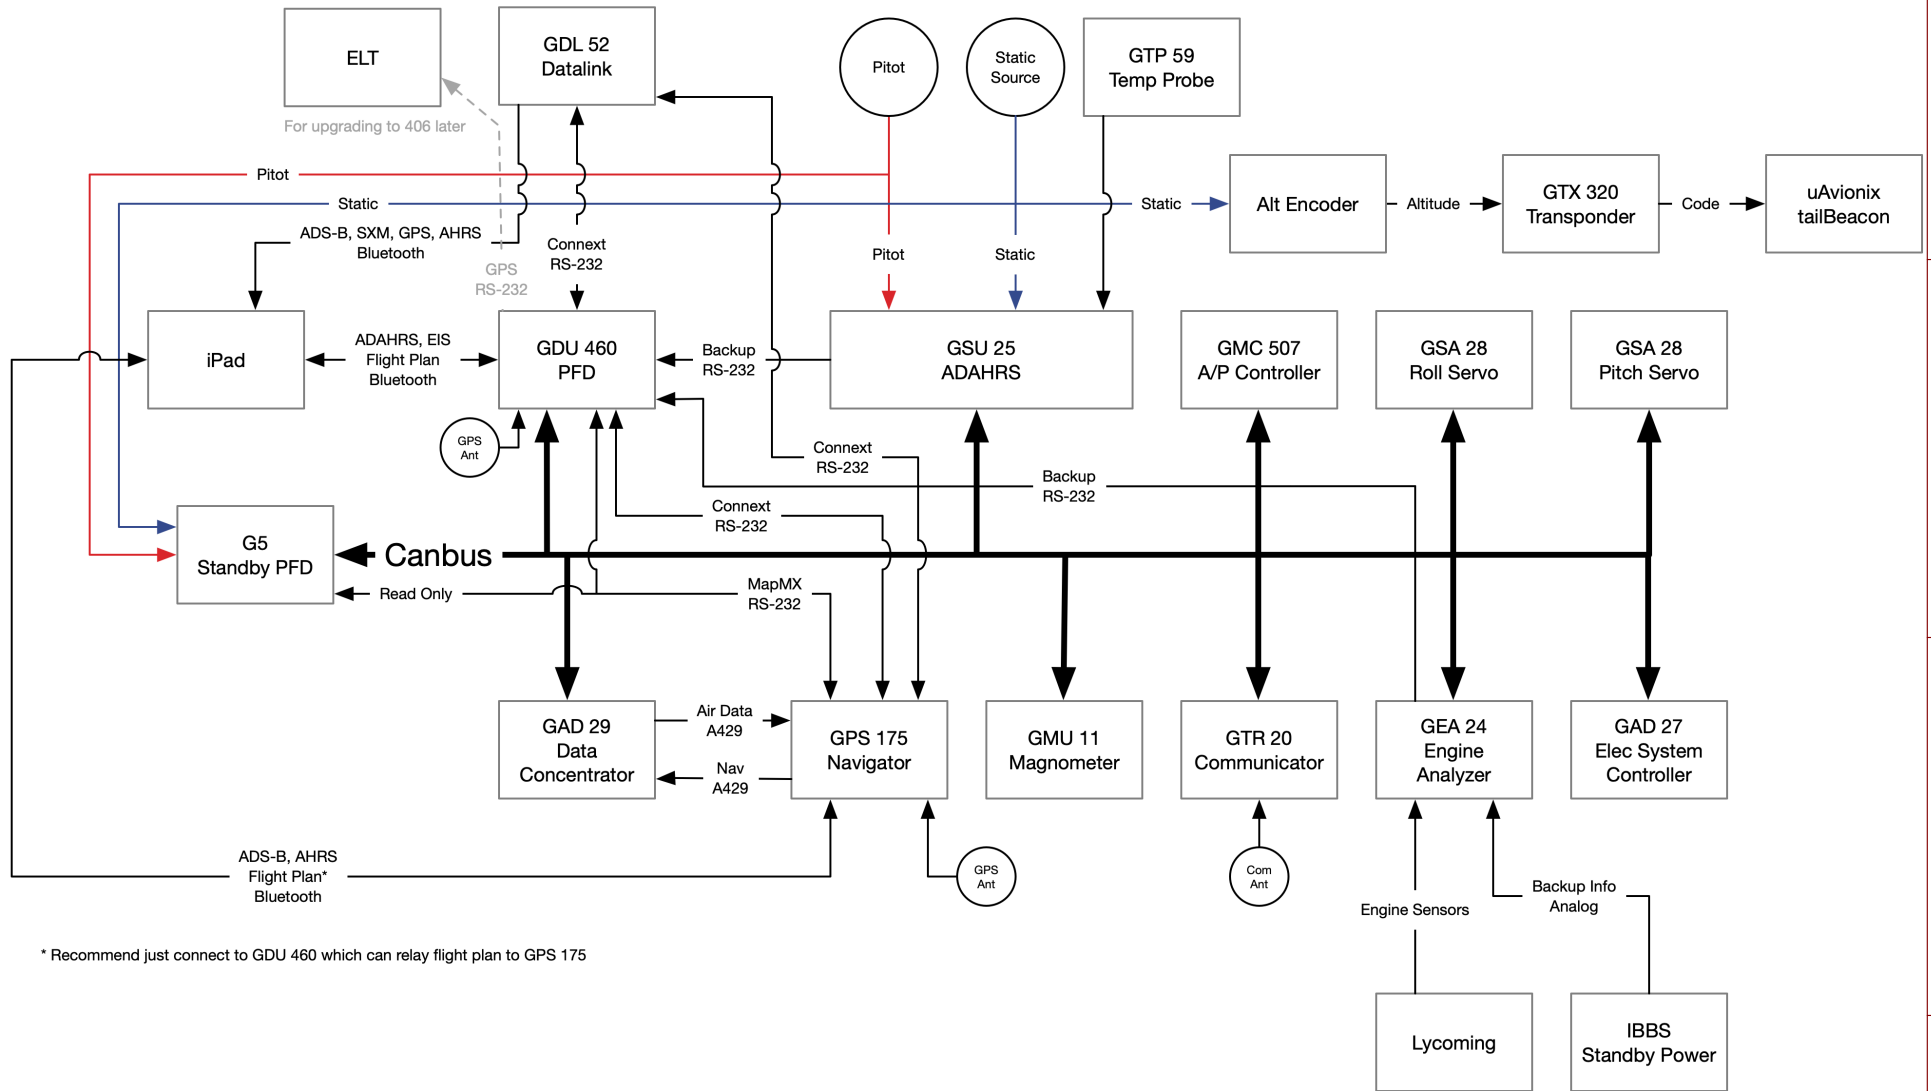 ELT
GDL 52
Datalink
Pitot
Static
Source
GTP 59
Temp Probe
For upgrading to 406 later
Pitot
Static
Static
Alt Encoder
Altitude
GTX 320
Transponder
Code
uAvionix
tailBeacon
ADS-B, SXM, GPS, AHRS
Bluetooth
Connext
RS-232
GPS
RS-232
Pitot
Static
iPad
ADAHRS, EIS
Flight Plan
Bluetooth
GDU 460
PFD
Backup
RS-232
GSU 25
ADAHRS
GMC 507
A/P Controller
GSA 28
Roll Servo
GSA 28
Pitch Servo
GPS
Ant
Connext
RS-232
Backup
RS-232
Connext
RS-232
G5
Standby PFD
Canbus
Read Only
MapMX
RS-232
GAD 29
Data
Concentrator
Air Data
A429
Nav
A429
GPS 175
Navigator
GMU 11
Magnometer
GTR 20
Communicator
GEA 24
Engine
Analyzer
GAD 27
Elec System
Controller
ADS-B, AHRS
Flight Plan*
Bluetooth
GPS
Ant
Com
Ant
Engine Sensors
Backup Info
Analog
* Recommend just connect to GDU 460 which can relay flight plan to GPS 175
Lycoming
IBBS
Standby Power